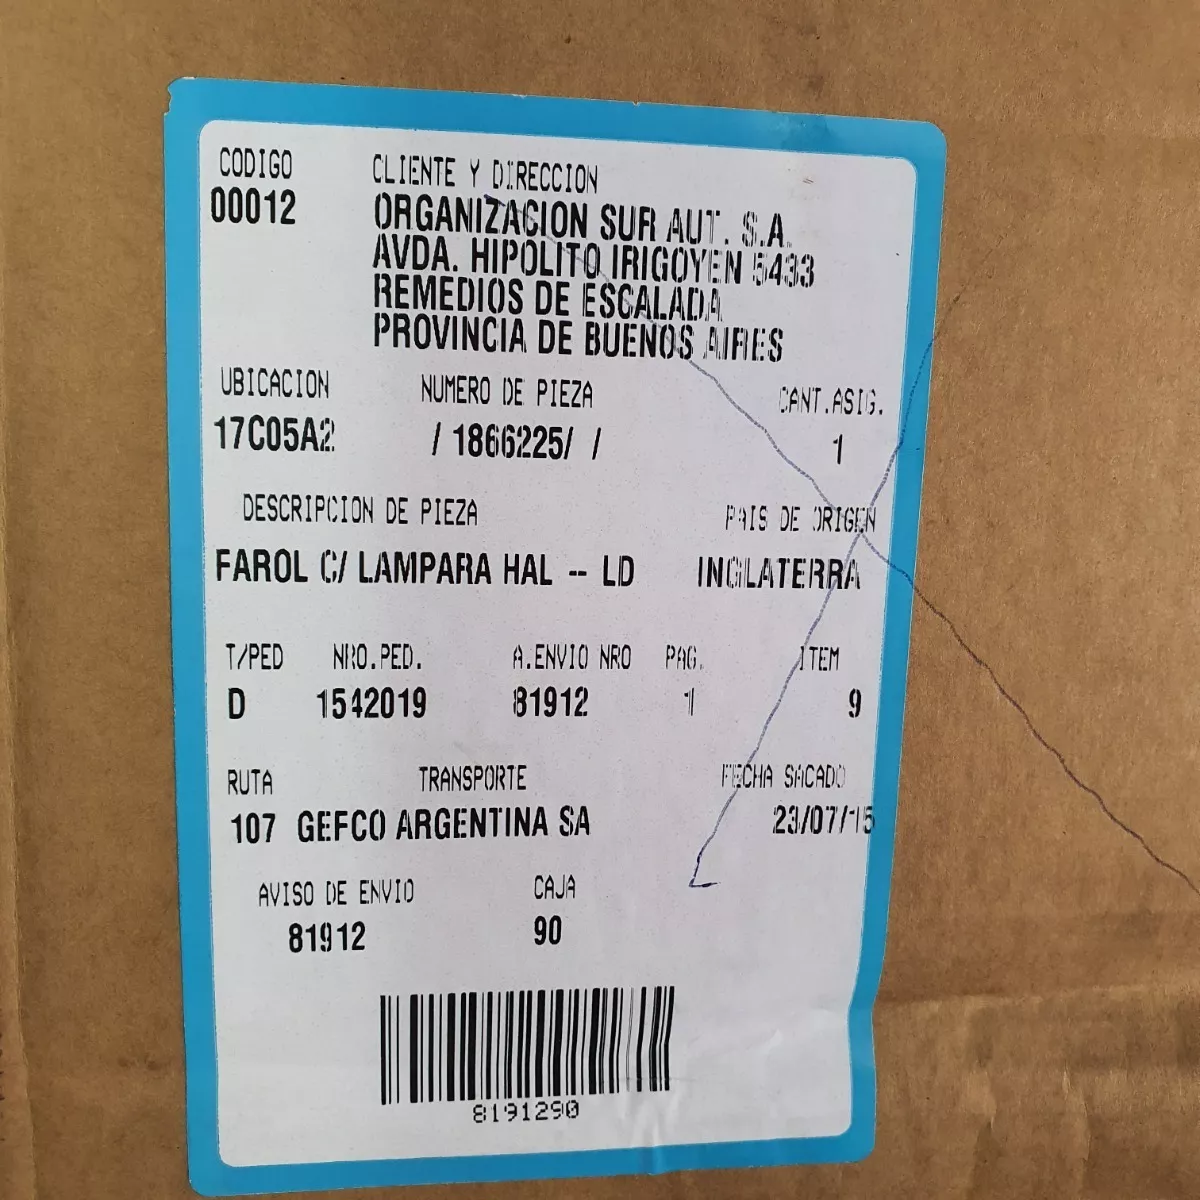 CODIGO CLIENTE Y DIRECCION
00012 ORGANIZACION SUR AUT. S.A.
AVDA. HIPOLITO IRIGOYEN 5433
REMEDIOS DE ESCALADA
PROVINCIA DE BUENOS AIRES
UBICACION NUMERO DE PIEZA CANT.ASIG.
17C05A2 / 1866225/ / 1
DESCRIPCION DE PIEZA PAIS DE ORIGEN
FAROL C/ LAMPARA HAL -- LD INGLATERRA
T/PED NRO.PED. A.ENVIO NRO PAG. ITEM
D 1542019 81912 1 9
RUTA TRANSPORTE FECHA SACADO
107 GEFCO ARGENTINA SA 23/07/15
AVISO DE ENVIO CAJA
81912 90
8191290